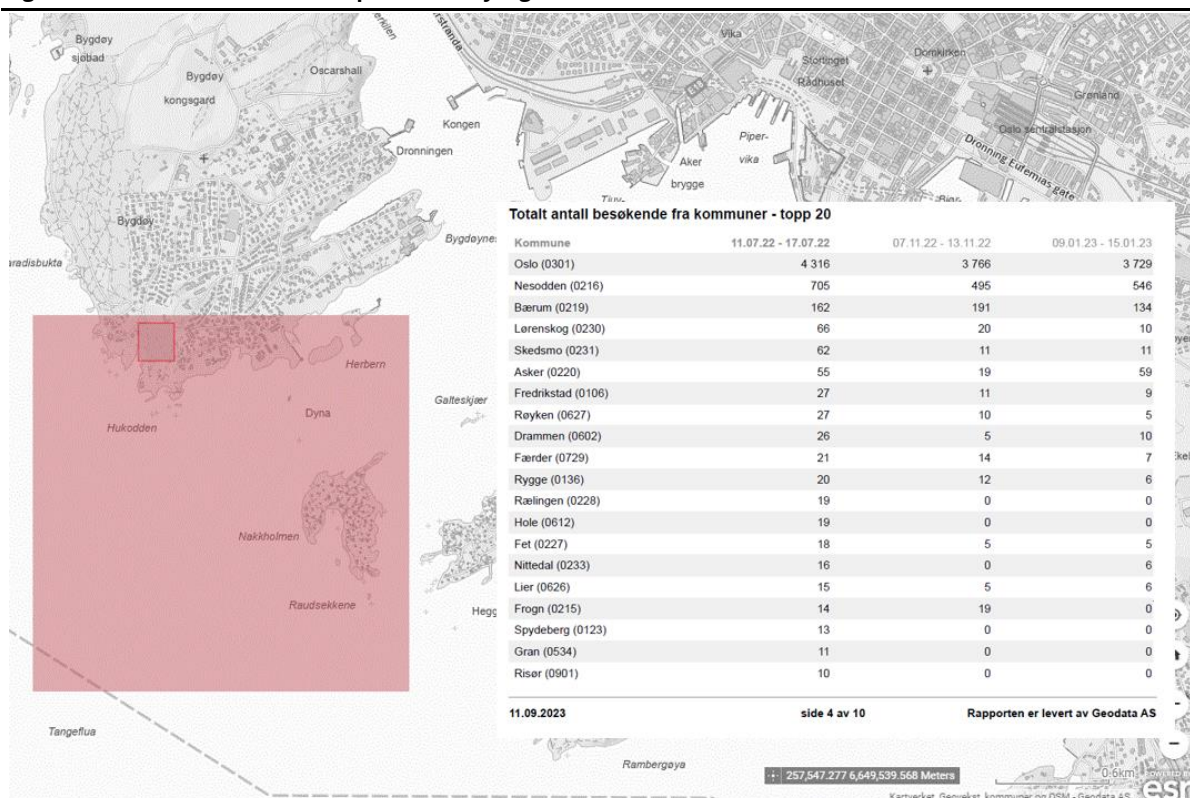 Bygdøy
sjøbad
Bygdøy
kongsgard
Oscarshall
Kongen
Dronningen
Vika
Stortinget
Rådhuset
Domkirken
Grønland
Oslo sentralstasjon
Dronning Eufemias gate
Piper-
vika
Aker
brygge
Bygdøy
Herbern
Hukodden
Dyna
Galteskjær
Nakkholmen
Raudsekkene
Tangeflua
Rambergøya
Totalt antall besøkende fra kommuner - topp 20
Kommune 11.07.22 - 17.07.22 07.11.22 - 13.11.22 09.01.23 - 15.01.23
Oslo (0301) 4 316 3 766 3 729
Nesodden (0216) 705 495 546
Bærum (0219) 162 191 134
Lørenskog (0230) 66 20 10
Skedsmo (0231) 62 11 11
Asker (0220) 55 19 59
Fredrikstad (0106) 27 11 9
Røyken (0627) 27 10 5
Drammen (0602) 26 5 10
Færder (0729) 21 14 7
Rygge (0136) 20 12 6
Rælingen (0228) 19 0 0
Hole (0612) 19 0 0
Fet (0227) 18 5 5
Nittedal (0233) 16 0 6
Lier (0626) 15 5 6
Frogn (0215) 14 19 0
Spydeberg (0123) 13 0 0
Gran (0534) 11 0 0
Risør (0901) 10 0 0
11.09.2023 side 4 av 10 Rapporten er levert av Geodata AS
257,547.277 6,649,539.568 Meters
0.6km
POWERED BY
esri